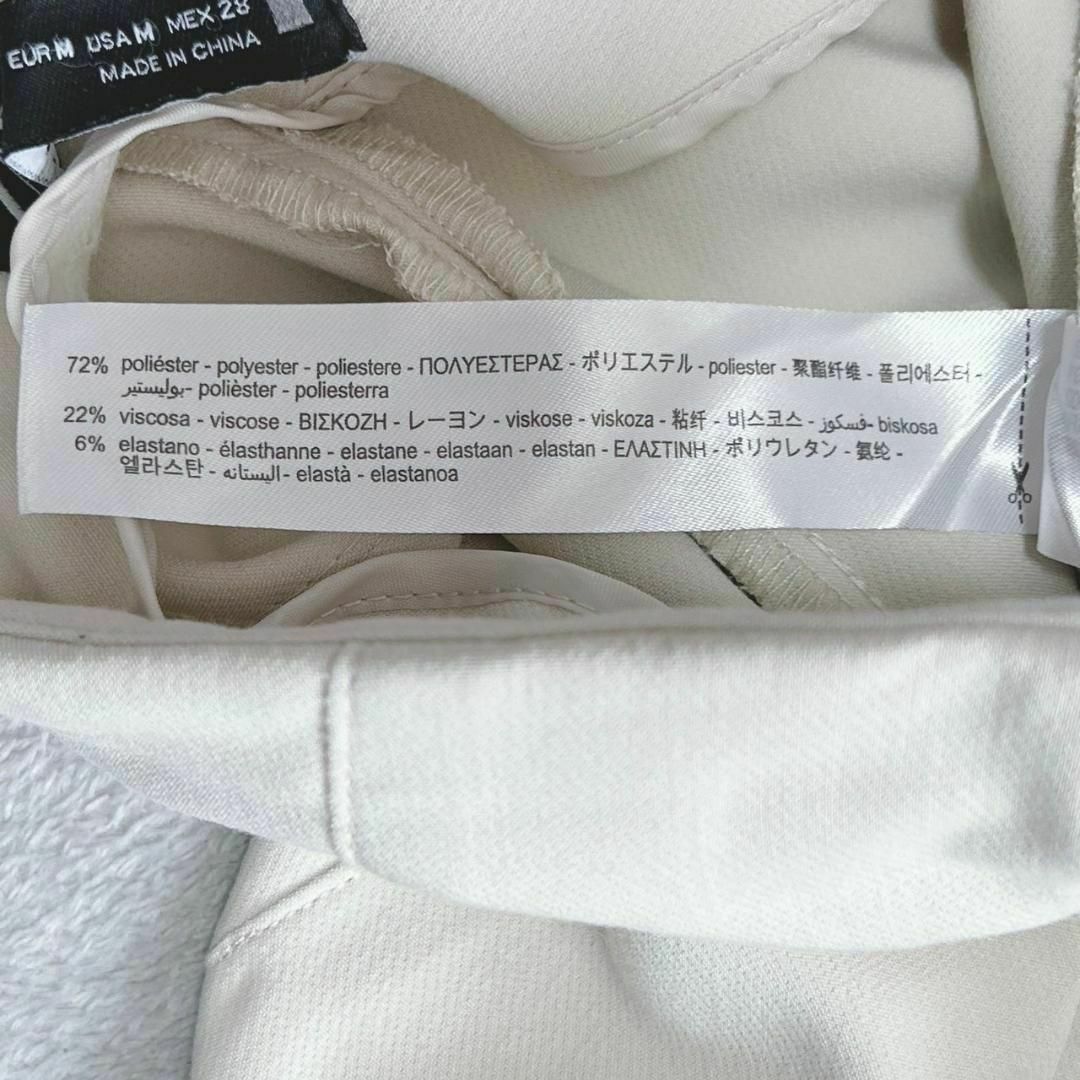 EUR M USA M MEX 28
MADE IN CHINA
72% poliéster - polyester - poliestere - ΠΟΛΥΕΣΤΕΡΑΣ - ポリエステル - poliester - 聚酯纤维 - 폴리에스터 -
بوليستير- polièster - poliesterra
22% viscosa - viscose - ΒΙΣΚΟΖΗ - レーヨン - viskose - viskoza - 粘纤 - 비스코스 - فسكوز- biskosa
6% elastano - élasthanne - elastane - elastaan - elastan - ΕΛΑΣΤΙΝΗ - ポリウレタン - 氨纶 -
엘라스탄 - اليستانه- elastà - elastanoa